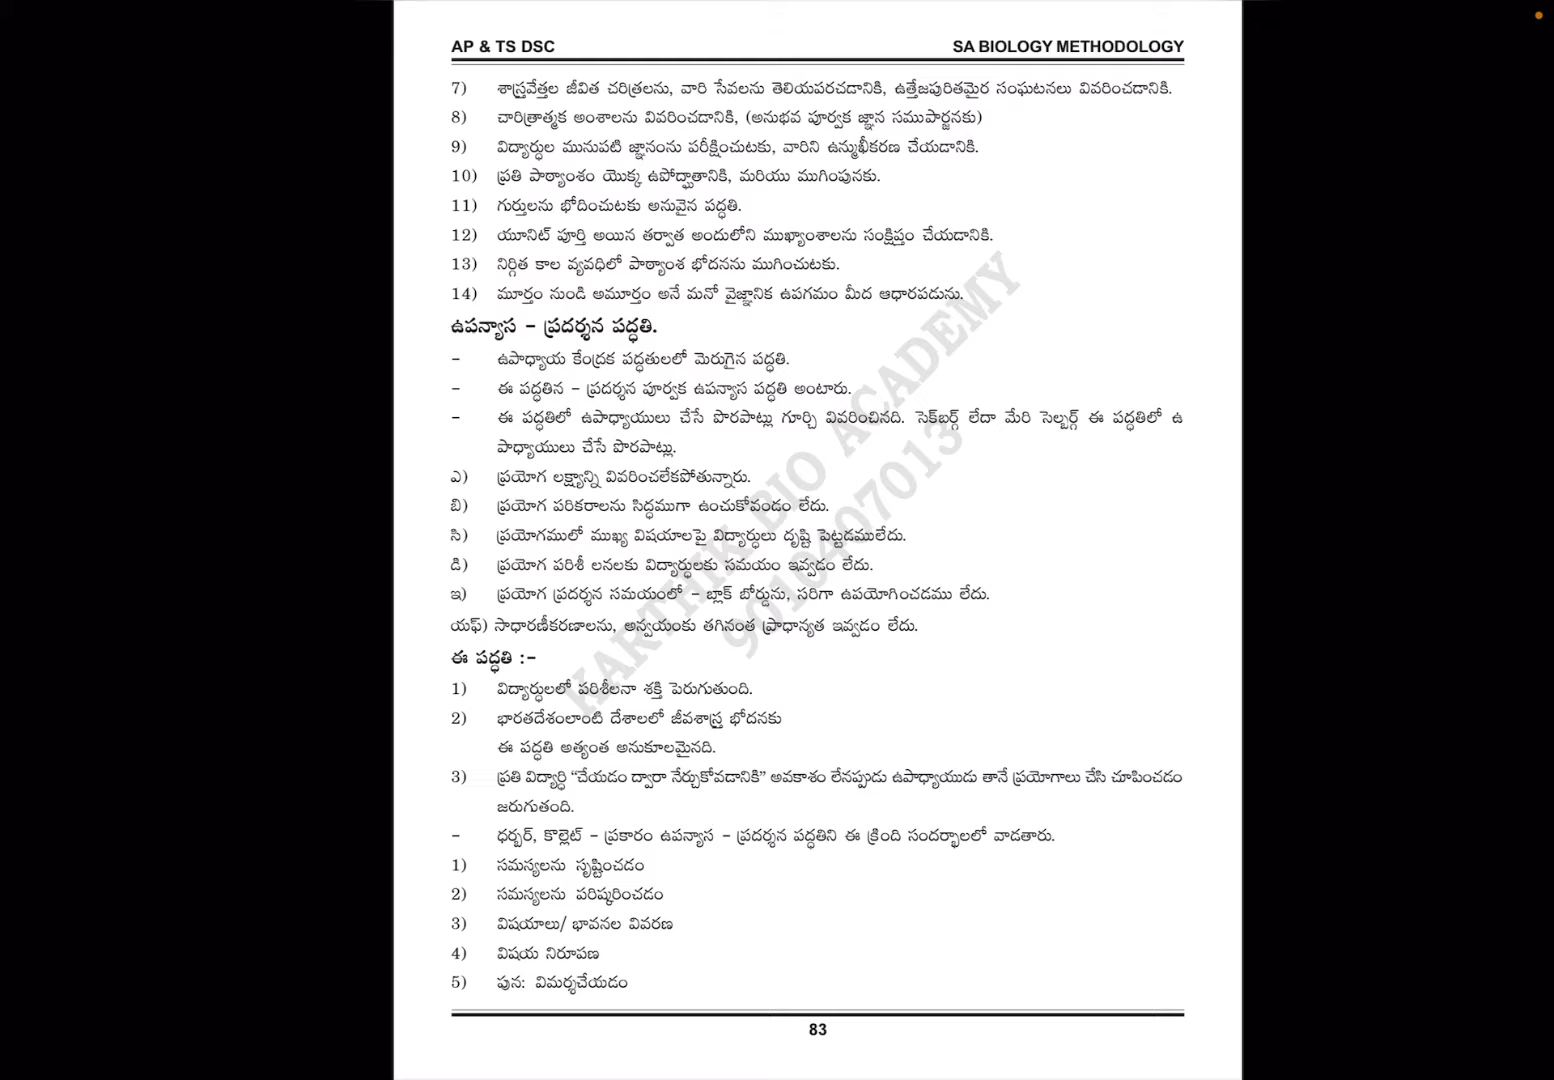 AP & TS DSC
SA BIOLOGY METHODOLOGY
7) శాస్త్రవేత్తల జీవిత చరిత్రలను, వారి సేవలను తెలియపరచడానికి, ఉత్తేజపురితమైర సంఘటనలు వివరించడానికి.
8) చారిత్రాత్మక అంశాలను వివరించడానికి, (అనుభవ పూర్వక జ్ఞాన సముపార్జనకు)
9) విద్యార్థుల మునుపటి జ్ఞానంను పరీక్షించుటకు, వారిని ఉన్ముఖీకరణ చేయడానికి.
10) ప్రతి పాఠ్యాంశం యొక్క ఉపోద్ఘాతానికి, మరియు ముగింపునకు.
11) గుర్తులను భోదించుటకు అనువైన పద్ధతి.
12) యూనిట్ పూర్తి అయిన తర్వాత అందులోని ముఖ్యాంశాలను సంక్షిప్తం చేయడానికి.
13) నిర్ణిత కాల వ్యవధిలో పాఠ్యాంశ భోదనను ముగించుటకు.
14) మూర్తం నుండి అమూర్తం అనే మనో వైజ్ఞానిక ఉపగమం మీద ఆధారపడును.
ఉపన్యాస - ప్రదర్శన పద్ధతి.
- ఉపాధ్యాయ కేంద్రక పద్ధతులలో మెరుగైన పద్ధతి.
- ఈ పద్ధతిన - ప్రదర్శన పూర్వక ఉపన్యాస పద్ధతి అంటారు.
- ఈ పద్ధతిలో ఉపాధ్యాయులు చేసే పొరపాట్లు గూర్చి వివరించినది. సెక్‌బర్గ్ లేదా మేరి సెల్బర్గ్ ఈ పద్ధతిలో ఉ
పాధ్యాయులు చేసే పొరపాట్లు.
ఎ) ప్రయోగ లక్ష్యాన్ని వివరించలేకపోతున్నారు.
బి) ప్రయోగ పరికరాలను సిద్ధముగా ఉంచుకోవండం లేదు.
సి) ప్రయోగములో ముఖ్య విషయాలపై విద్యార్థులు దృష్టి పెట్టడములేదు.
డి) ప్రయోగ పరిశీ లనలకు విద్యార్థులకు సమయం ఇవ్వడం లేదు.
ఇ) ప్రయోగ ప్రదర్శన సమయంలో - బ్లాక్ బోర్డును, సరిగా ఉపయోగించడము లేదు.
యఫ్) సాధారణీకరణాలను, అన్వయంకు తగినంత ప్రాధాన్యత ఇవ్వడం లేదు.
ఈ పద్ధతి :-
1) విద్యార్థులలో పరిశీలనా శక్తి పెరుగుతుంది.
2) భారతదేశంలాంటి దేశాలలో జీవశాస్త్ర భోదనకు
ఈ పద్ధతి అత్యంత అనుకూలమైనది.
3) ప్రతి విద్యార్థి "చేయడం ద్వారా నేర్చుకోవడానికి" అవకాశం లేనప్పుడు ఉపాధ్యాయుడు తానే ప్రయోగాలు చేసి చూపించడం
జరుగుతంది.
- ధర్బర్, కొల్లెట్ - ప్రకారం ఉపన్యాస - ప్రదర్శన పద్ధతిని ఈ క్రింది సందర్భాలలో వాడతారు.
1) సమస్యలను సృష్టించడం
2) సమస్యలను పరిష్కరించడం
3) విషయాలు/ భావనల వివరణ
4) విషయ నిరూపణ
5) పున: విమర్శచేయడం
KARTHIK BIO ACADEMY
9010407013
83